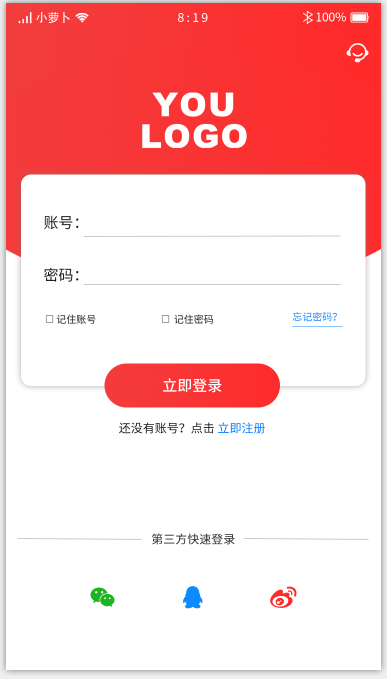 小萝卜 8:19 100%
YOU
LOGO
账号：
密码：
记住账号 记住密码 忘记密码？
立即登录
还没有账号？点击 立即注册
第三方快速登录